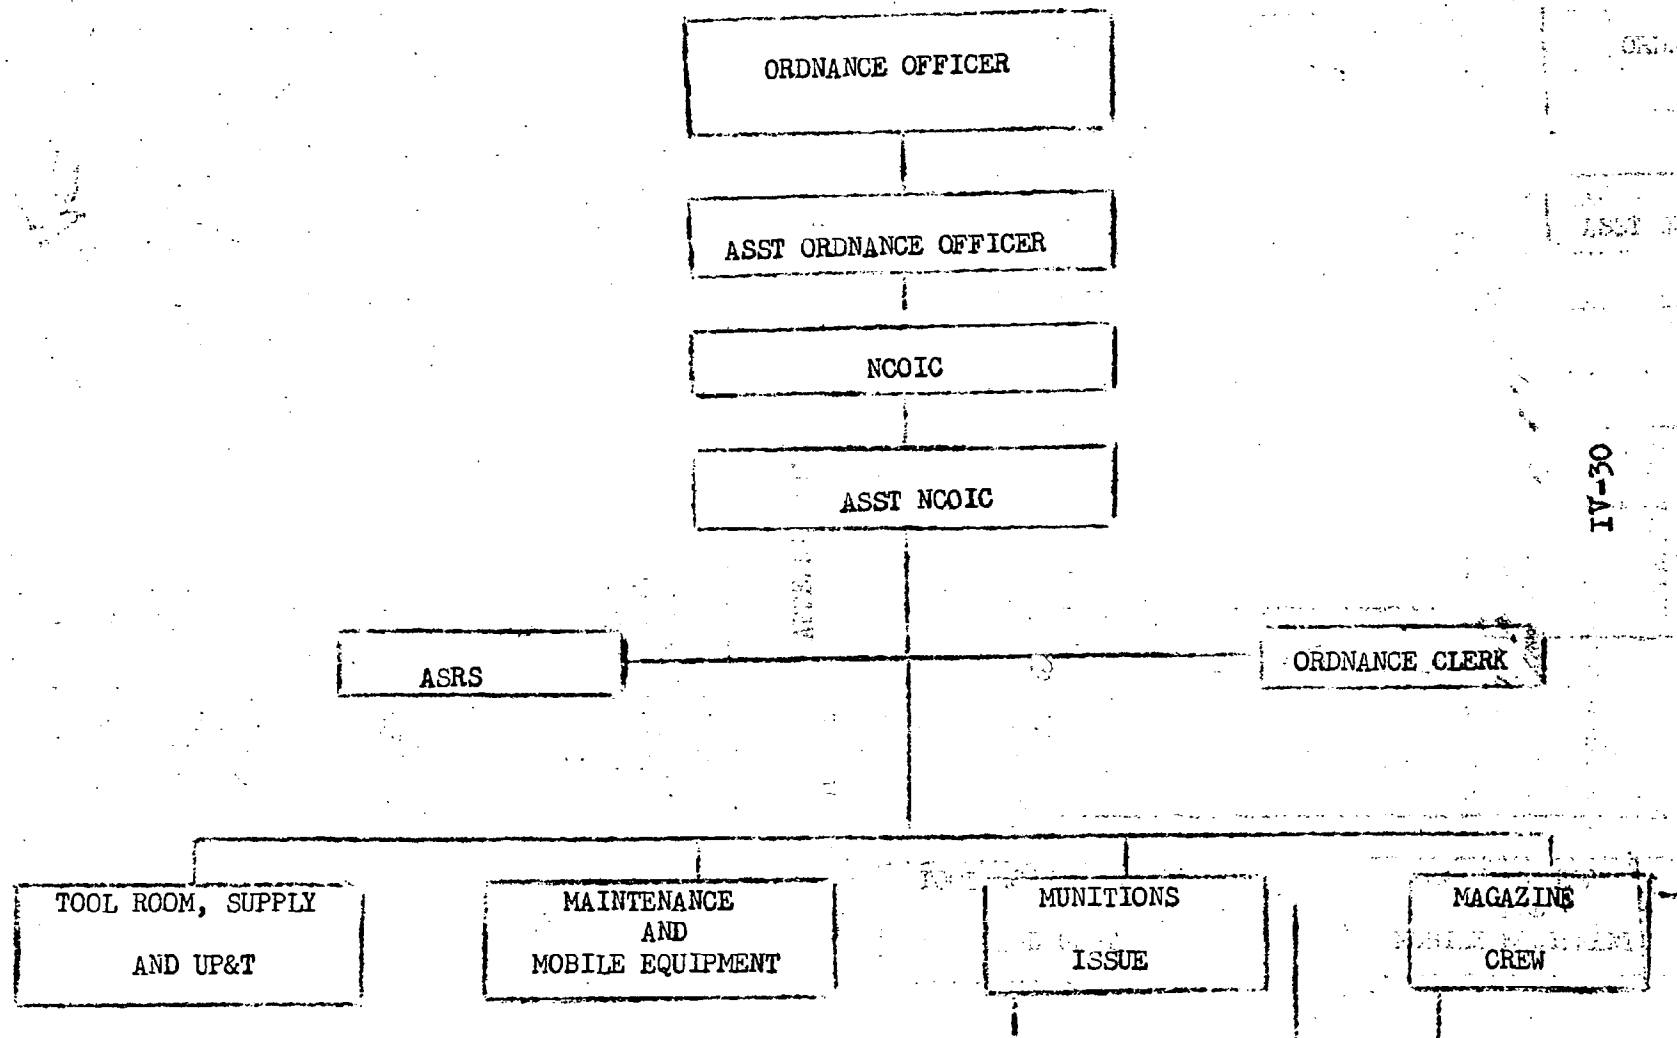 ORDNANCE OFFICER
ASST ORDNANCE OFFICER
NCOIC
ASST NCOIC
IV-30
ASRS
ORDNANCE CLERK
TOOL ROOM, SUPPLY
AND UP&T
MAINTENANCE
AND
MOBILE EQUIPMENT
MUNITIONS
ISSUE
MAGAZINE
CREW